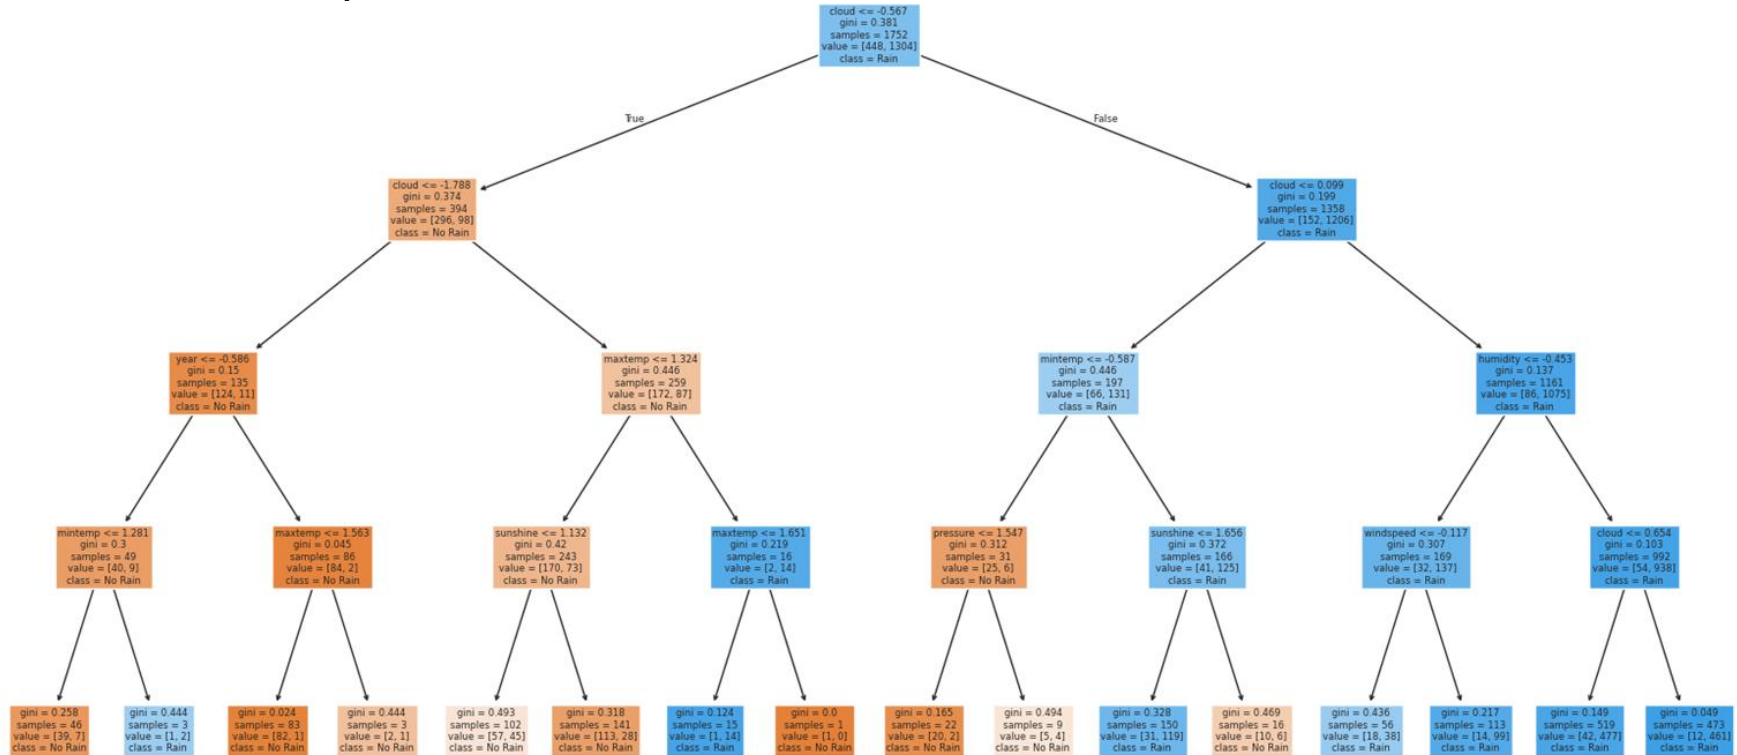 cloud <= -0.567
gini = 0.381
samples = 1752
value = [448, 1304]
class = Rain
True
False
cloud <= -1.788
gini = 0.374
samples = 394
value = [296, 98]
class = No Rain
cloud <= 0.099
gini = 0.199
samples = 1358
value = [152, 1206]
class = Rain
year <= -0.586
gini = 0.15
samples = 135
value = [124, 11]
class = No Rain
maxtemp <= 1.324
gini = 0.446
samples = 259
value = [172, 87]
class = No Rain
mintemp <= -0.587
gini = 0.446
samples = 197
value = [66, 131]
class = Rain
humidity <= -0.453
gini = 0.137
samples = 1161
value = [86, 1075]
class = Rain
mintemp <= 1.281
gini = 0.3
samples = 49
value = [40, 9]
class = No Rain
maxtemp <= 1.563
gini = 0.045
samples = 86
value = [84, 2]
class = No Rain
sunshine <= 1.132
gini = 0.42
samples = 243
value = [170, 73]
class = No Rain
maxtemp <= 1.651
gini = 0.219
samples = 16
value = [2, 14]
class = Rain
pressure <= 1.547
gini = 0.312
samples = 31
value = [25, 6]
class = No Rain
sunshine <= 1.656
gini = 0.372
samples = 166
value = [41, 125]
class = Rain
windspeed <= -0.117
gini = 0.307
samples = 169
value = [32, 137]
class = Rain
cloud <= 0.654
gini = 0.103
samples = 992
value = [54, 938]
class = Rain
gini = 0.258
samples = 46
value = [39, 7]
class = No Rain
gini = 0.444
samples = 3
value = [1, 2]
class = Rain
gini = 0.024
samples = 83
value = [82, 1]
class = No Rain
gini = 0.444
samples = 3
value = [2, 1]
class = No Rain
gini = 0.493
samples = 102
value = [57, 45]
class = No Rain
gini = 0.318
samples = 141
value = [113, 28]
class = No Rain
gini = 0.124
samples = 15
value = [1, 14]
class = Rain
gini = 0.0
samples = 1
value = [1, 0]
class = No Rain
gini = 0.165
samples = 22
value = [20, 2]
class = No Rain
gini = 0.494
samples = 9
value = [5, 4]
class = No Rain
gini = 0.328
samples = 150
value = [31, 119]
class = Rain
gini = 0.469
samples = 16
value = [10, 6]
class = No Rain
gini = 0.436
samples = 56
value = [18, 38]
class = Rain
gini = 0.217
samples = 113
value = [14, 99]
class = Rain
gini = 0.149
samples = 519
value = [42, 477]
class = Rain
gini = 0.049
samples = 473
value = [12, 461]
class = Rain